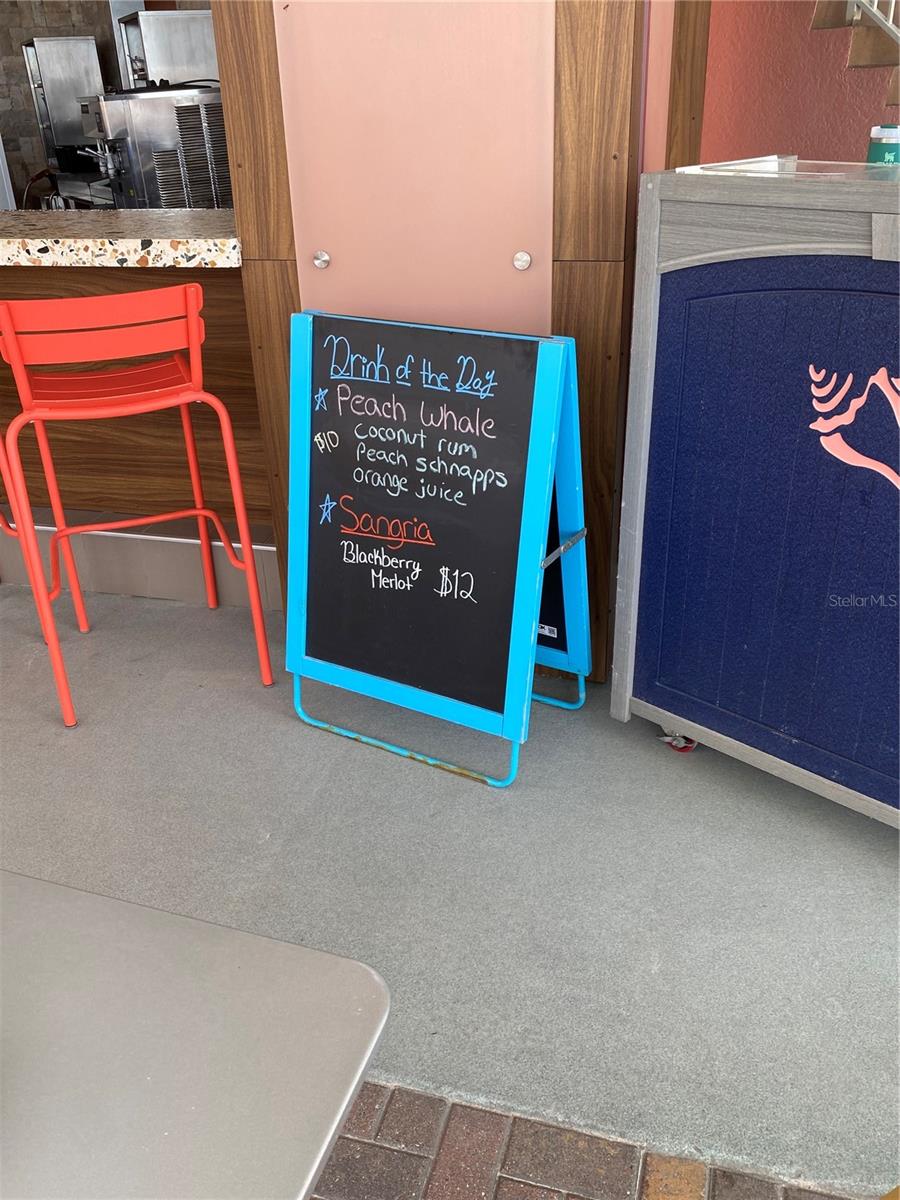 Drink of the Day
Peach Whale
$10
coconut rum
Peach schnapps
orange juice
Sangria
Blackberry
Merlot $12
Stellar MLS